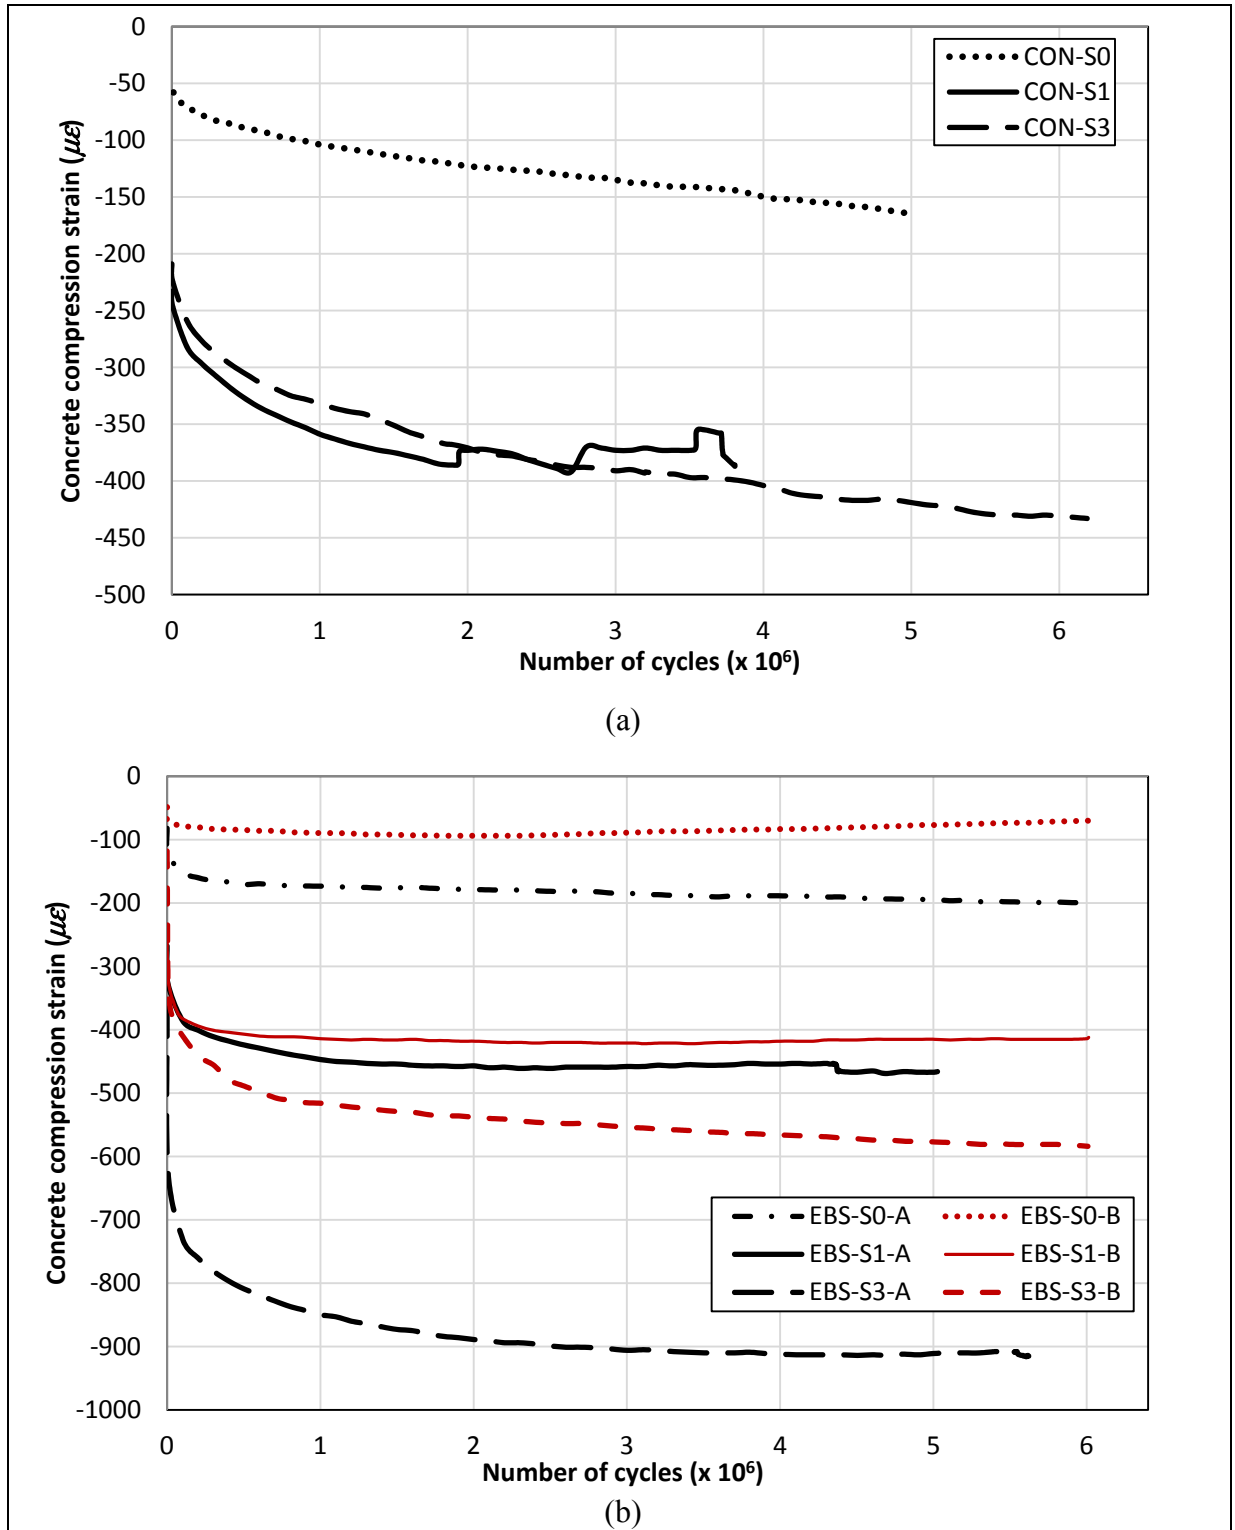 0
-50
-100
-150
-200
-250
-300
-350
-400
-450
-500
Concrete compression strain (με)
CON-S0
CON-S1
CON-S3
0 1 2 3 4 5 6
Number of cycles (x 10⁶)
(a)
0
-100
-200
-300
-400
-500
-600
-700
-800
-900
-1000
Concrete compression strain (με)
EBS-S0-A EBS-S0-B
EBS-S1-A EBS-S1-B
EBS-S3-A EBS-S3-B
0 1 2 3 4 5 6
Number of cycles (x 10⁶)
(b)